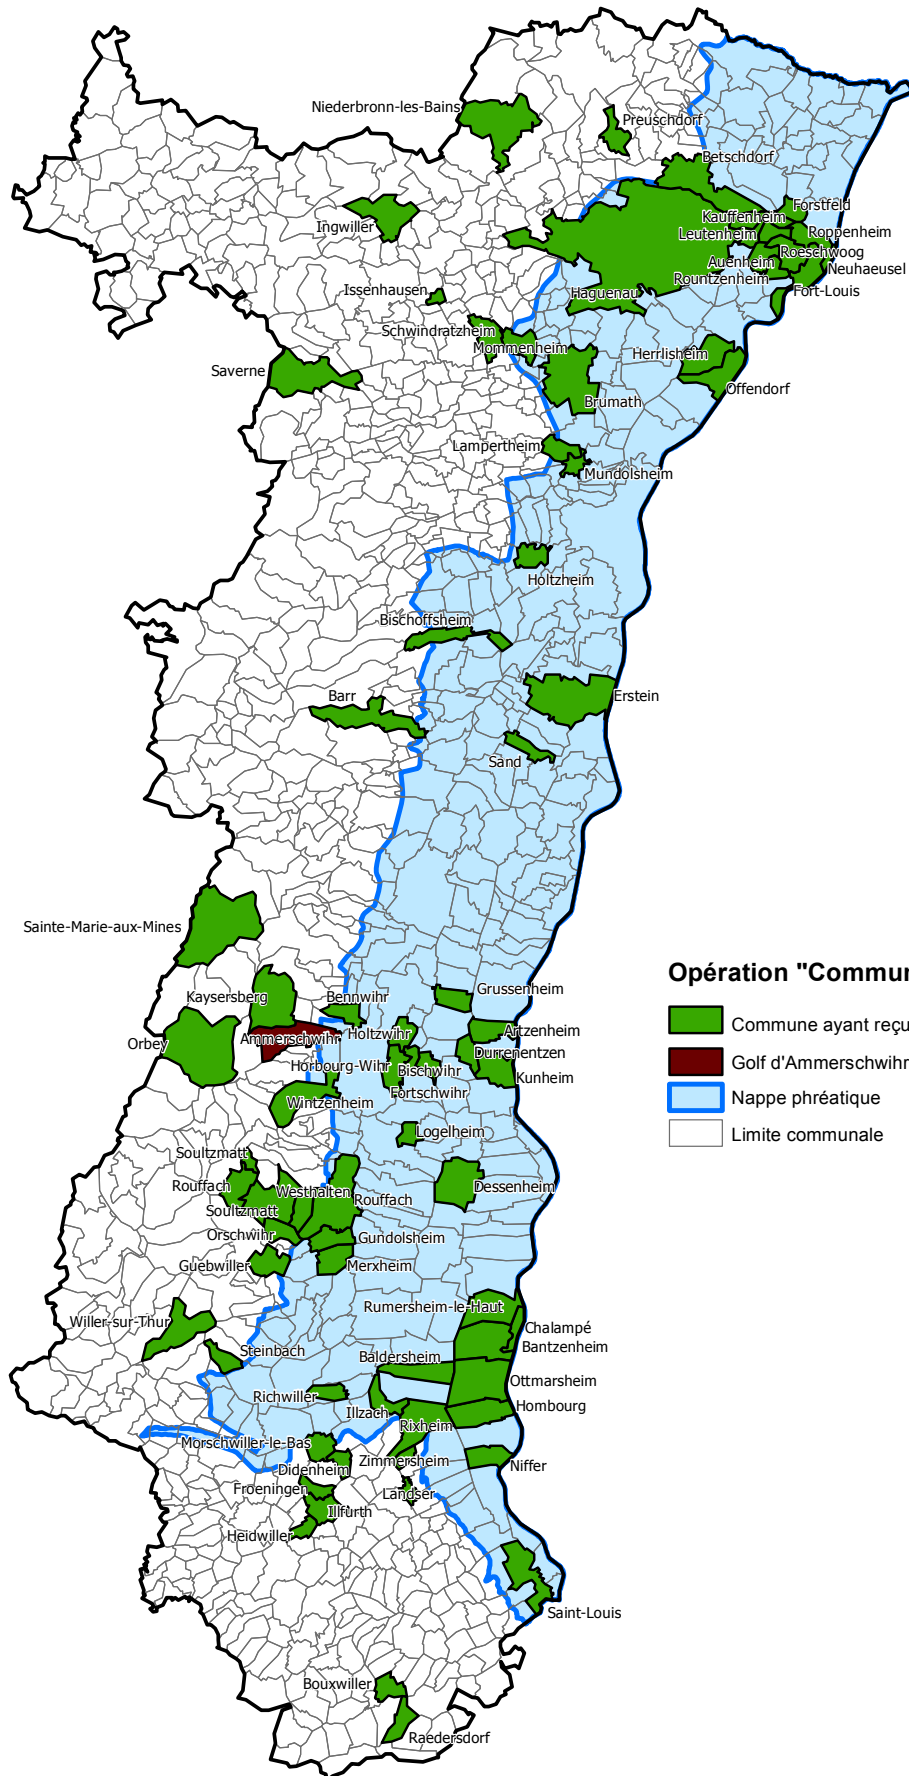 Niederbronn-les-Bains
Preuschdorf
Betschdorf
Ingwiller
Forstfeld
Kauffenheim
Leutenheim
Roppenheim
Roeschwoog
Auenheim
Neuhaeusel
Rountzenheim
Fort-Louis
Issenhausen
Haguenau
Schwindratzheim
Mommenheim
Herrlisheim
Saverne
Offendorf
Brumath
Lampertheim
Mundolsheim
Holtzheim
Bischoffsheim
Barr
Erstein
Sand
Sainte-Marie-aux-Mines
Opération "Commun
Kaysersberg
Bennwihr
Grussenheim
Commune ayant reçu
Orbey
Ammerschwihr
Holtzwihr
Artzenheim
Durrenentzen
Golf d'Ammerschwihr
Horbourg-Wihr
Bischwihr
Kunheim
Fortschwihr
Nappe phréatique
Wintzenheim
Logelheim
Limite communale
Soultzmatt
Rouffach
Westhalten
Rouffach
Dessenheim
Soultzmatt
Orschwihr
Gundolsheim
Guebwiller
Merxheim
Rumersheim-le-Haut
Willer-sur-Thur
Chalampé
Bantzenheim
Steinbach
Baldersheim
Ottmarsheim
Richwiller
Illzach
Hombourg
Rixheim
Morschwiller-le-Bas
Zimmersheim
Niffer
Didenheim
Froeningen
Landser
Illfurth
Heidwiller
Saint-Louis
Bouxwiller
Raedersdorf